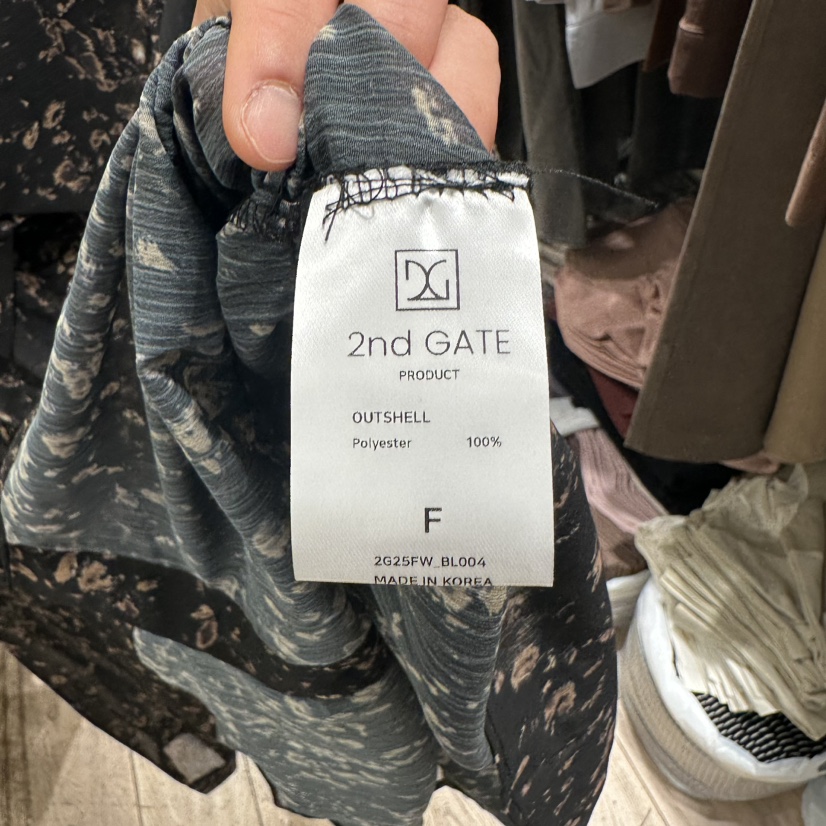 2nd GATE
PRODUCT
OUTSHELL
Polyester 100%
F
2G25FW_BL004
MADE IN KOREA